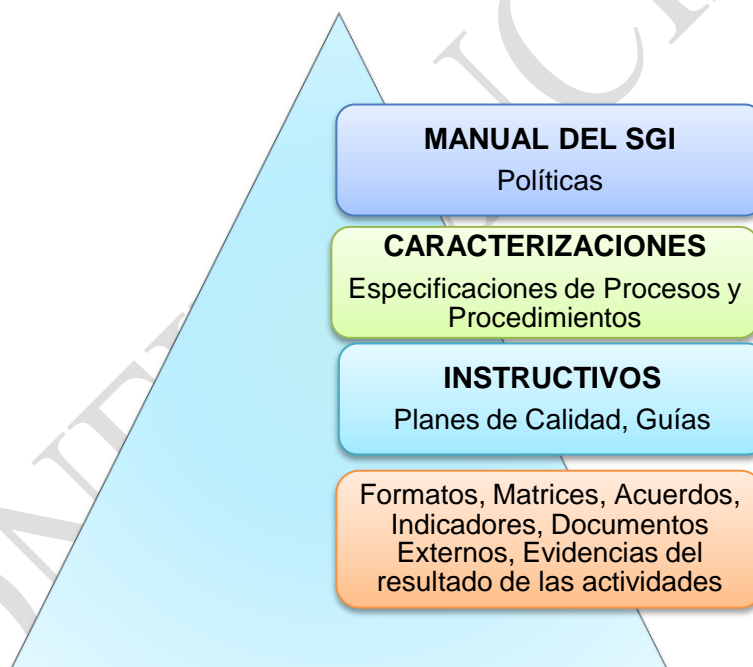 MANUAL DEL SGI
Políticas
CARACTERIZACIONES
Especificaciones de Procesos y
Procedimientos
INSTRUCTIVOS
Planes de Calidad, Guías
Formatos, Matrices, Acuerdos,
Indicadores, Documentos
Externos, Evidencias del
resultado de las actividades